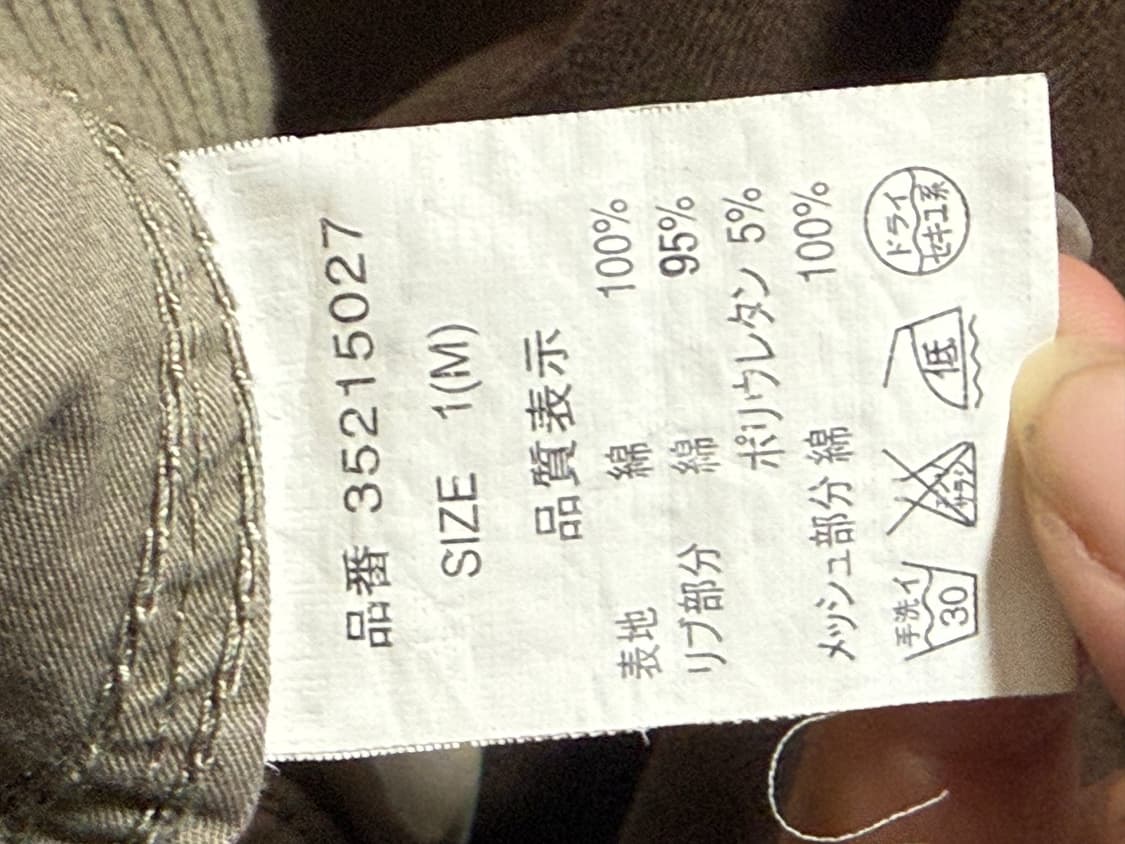 品番 35215027
SIZE 1(M)
品質表示
表地 綿 100%
リブ部分 綿 95%
ポリウレタン 5%
メッシュ部分 綿 100%
手洗イ 30
エンソ サラシ
低
ドライ セキユ系